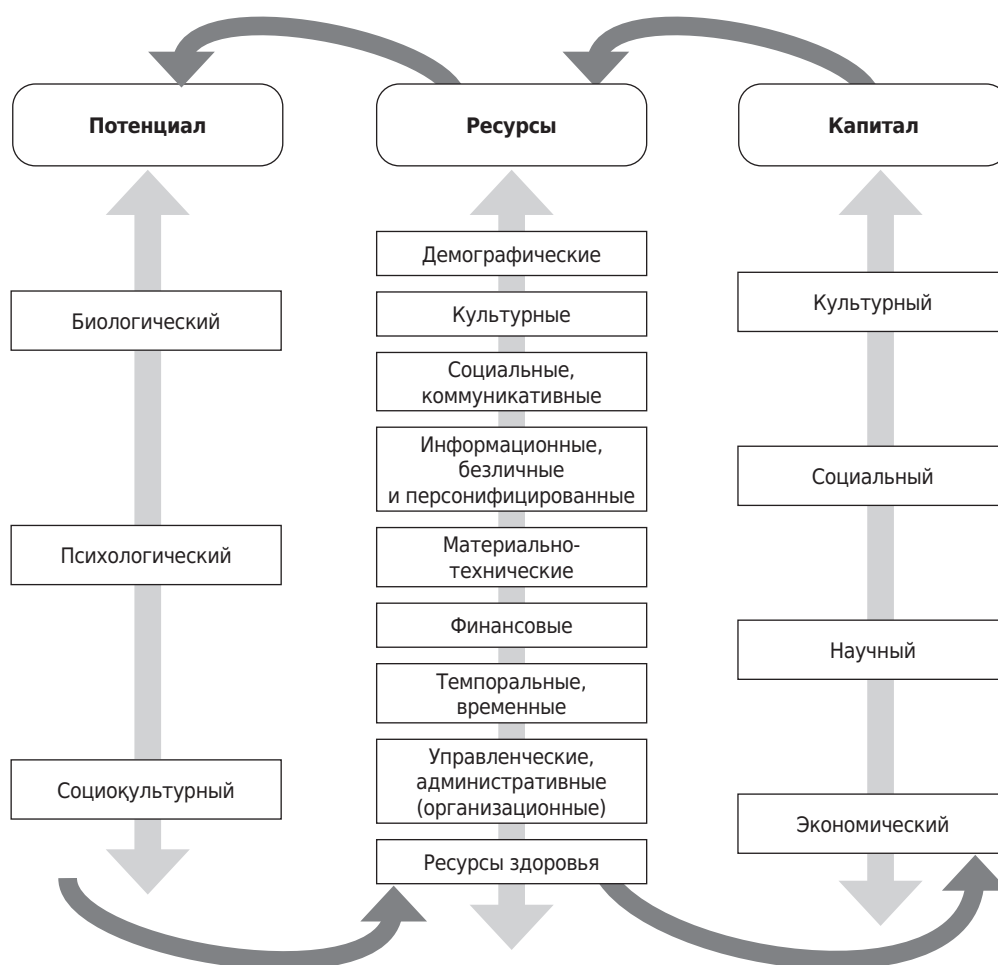 Потенциал
Биологический
Психологический
Социокультурный
Ресурсы
Демографические
Культурные
Социальные,
коммуникативные
Информационные,
безличные
и персонифицированные
Материально-
технические
Финансовые
Темпоральные,
временные
Управленческие,
административные
(организационные)
Ресурсы здоровья
Капитал
Культурный
Социальный
Научный
Экономический